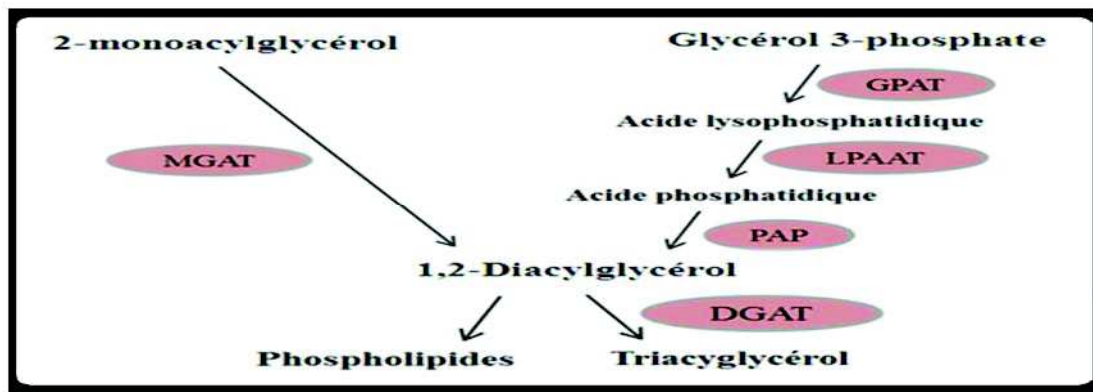 2-monoacylglycérol
Glycérol 3-phosphate
GPAT
Acide lysophosphatidique
MGAT
LPAAT
Acide phosphatidique
PAP
1,2-Diacylglycérol
DGAT
Phospholipides
Triacyglycérol